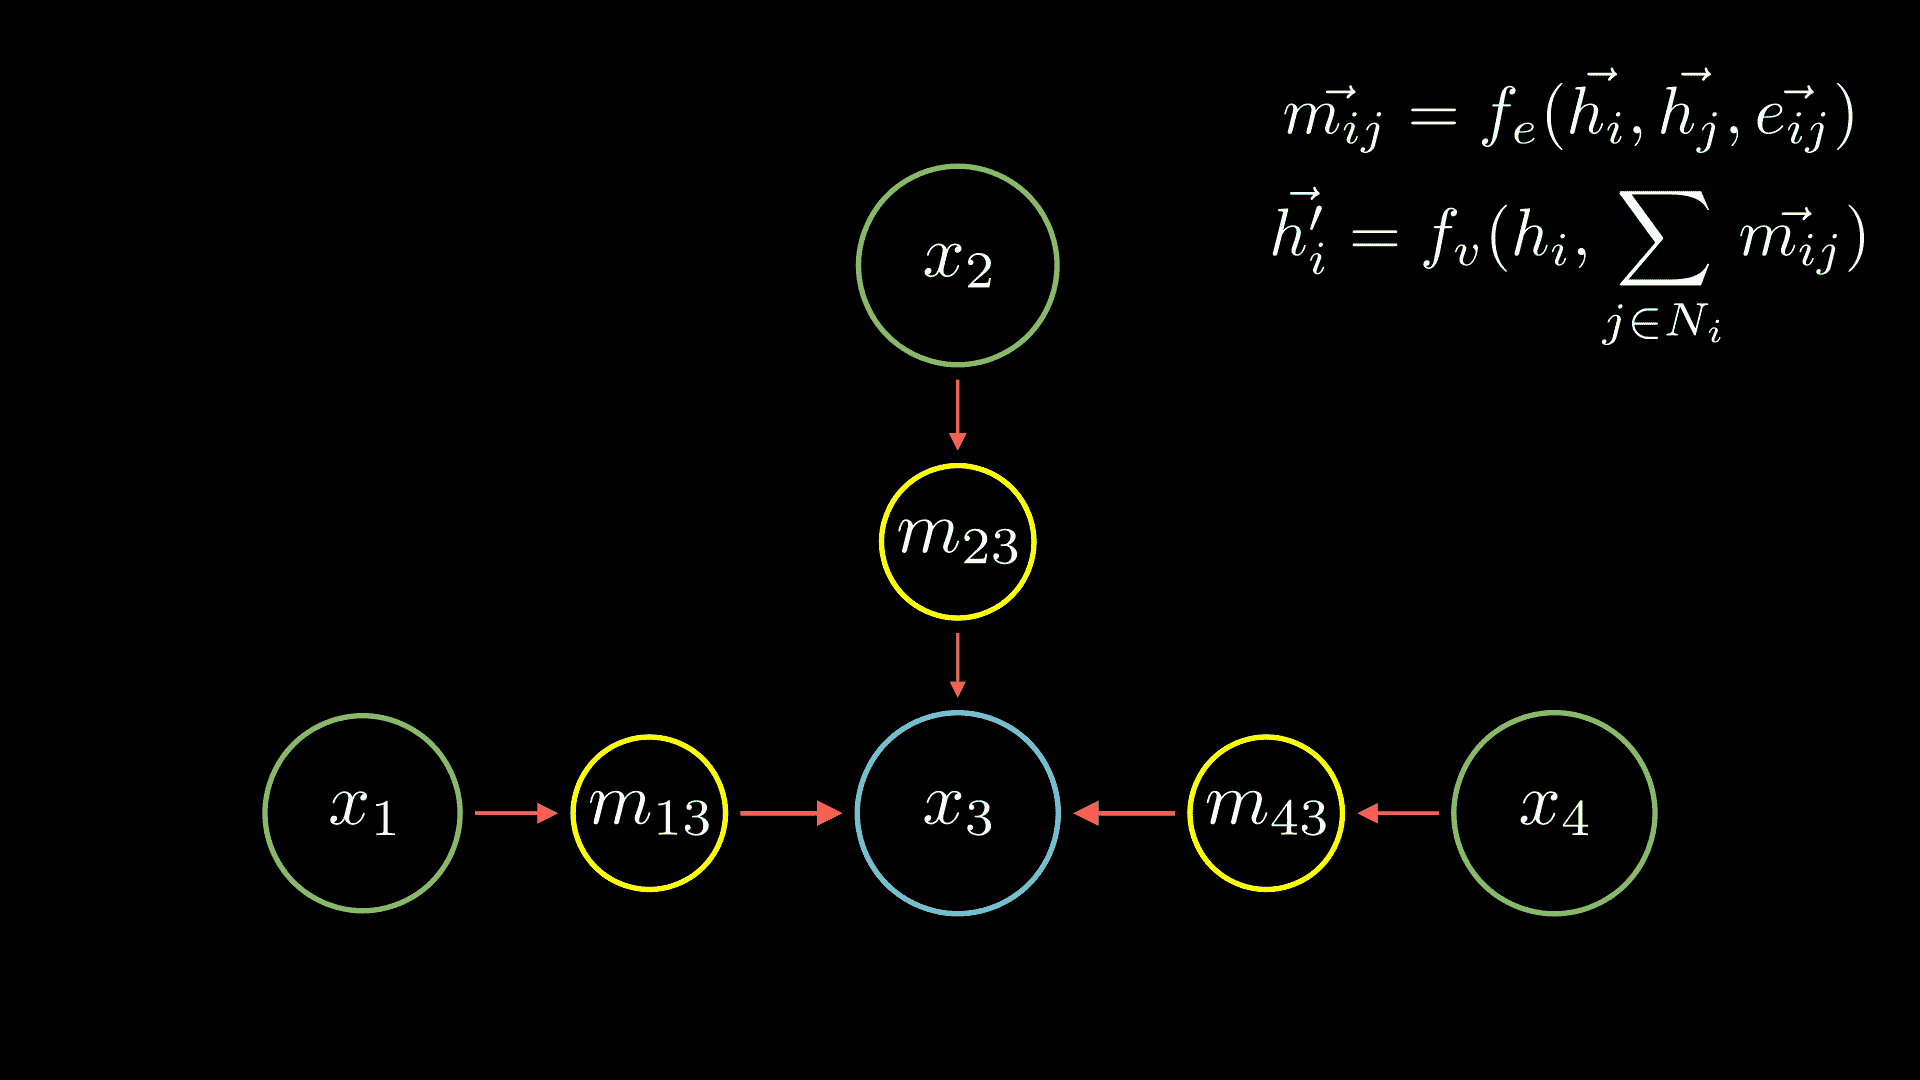 $\vec{m_{ij}} = f_e(\vec{h_i}, \vec{h_j}, \vec{e_{ij}})$
$\vec{h_i'} = f_v(h_i, \sum_{j \in N_i} \vec{m_{ij}})$
$x_2$
$m_{23}$
$x_1$ $m_{13}$ $x_3$ $m_{43}$ $x_4$